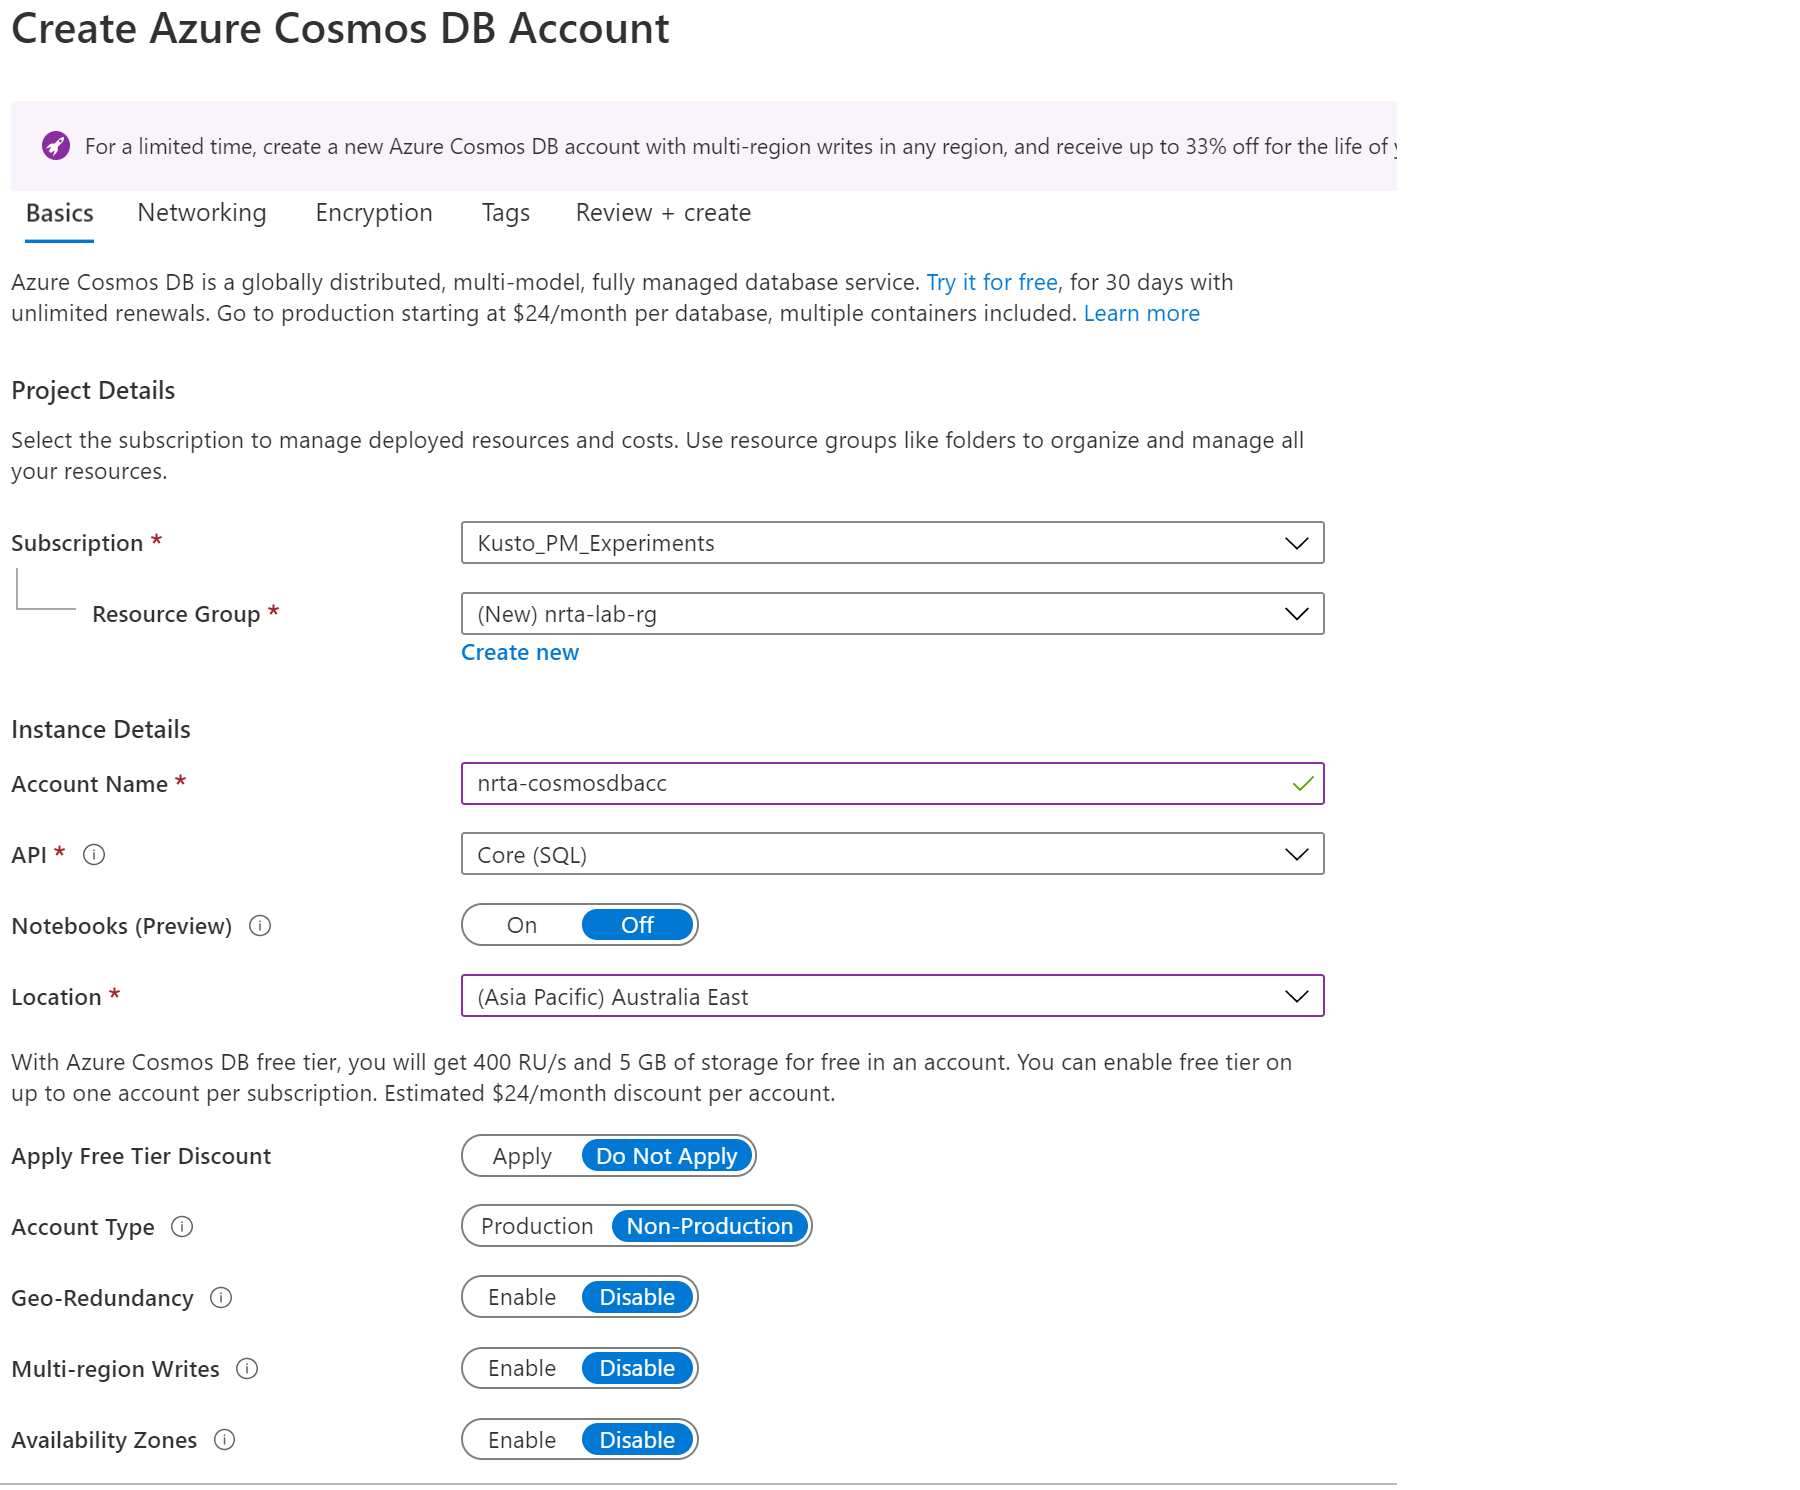 Create Azure Cosmos DB Account
For a limited time, create a new Azure Cosmos DB account with multi-region writes in any region, and receive up to 33% off for the life of
Basics Networking Encryption Tags Review + create
Azure Cosmos DB is a globally distributed, multi-model, fully managed database service. Try it for free, for 30 days with
unlimited renewals. Go to production starting at $24/month per database, multiple containers included. Learn more
Project Details
Select the subscription to manage deployed resources and costs. Use resource groups like folders to organize and manage all
your resources.
Subscription * Kusto_PM_Experiments
Resource Group * (New) nrta-lab-rg
Create new
Instance Details
Account Name * nrta-cosmosdbacc
API * Core (SQL)
Notebooks (Preview) On Off
Location * (Asia Pacific) Australia East
With Azure Cosmos DB free tier, you will get 400 RU/s and 5 GB of storage for free in an account. You can enable free tier on
up to one account per subscription. Estimated $24/month discount per account.
Apply Free Tier Discount Apply Do Not Apply
Account Type Production Non-Production
Geo-Redundancy Enable Disable
Multi-region Writes Enable Disable
Availability Zones Enable Disable